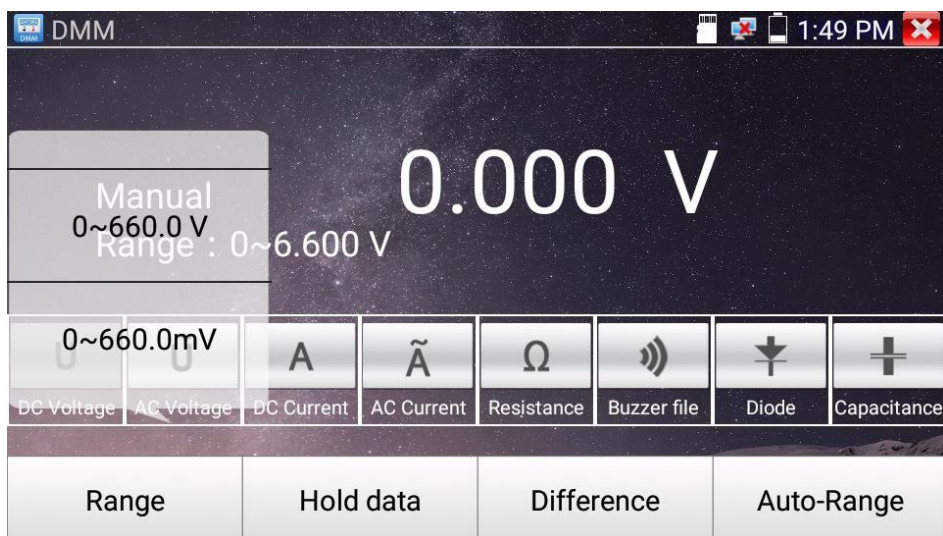 DMM
1:49 PM
0.000 V
Manual
0~660.0 V
Range : 0~6.600 V
0~660.0mV
U U A Ã Ω
DC Voltage AC Voltage DC Current AC Current Resistance Buzzer file Diode Capacitance
Range Hold data Difference Auto-Range